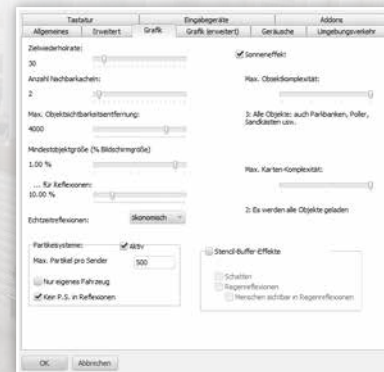 Tastatur Eingabegeräte Addons
Allgemeines Erweitert Grafik Grafik (erweitert) Geräusche Umgebungsverkehr
Zielwiederholrate:
30
Anzahl Nachbarkacheln:
2
Max. Objektsichtbarkeitsentfernung:
4000
Mindestobjektgröße (% Bildschirmgröße)
1.00 %
... für Reflexionen:
10.00 %
Echtzeitreflexionen: ökonomisch
Partikelsysteme: Aktiv
Max. Partikel pro Sender 500
Nur eigenes Fahrzeug
Kein P.S. in Reflexionen
Sonneneffekt
Max. Objektkomplexität:
3: Alle Objekte: auch Parkbänken, Poller,
Sandkästen usw.
Max. Karten-Komplexität:
2: Es werden alle Objekte geladen
Stencil-Buffer-Effekte
Schatten
Regenreflexionen
Menschen sichtbar in Regenreflexionen
OK Abbrechen